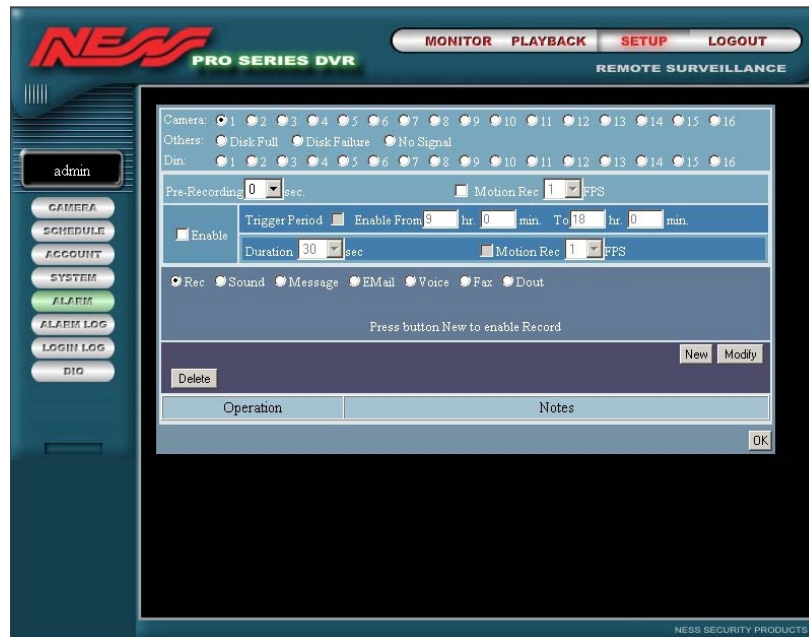 NESS
PRO SERIES DVR
MONITOR PLAYBACK SETUP LOGOUT
REMOTE SURVEILLANCE
admin
CAMERA
SCHEDULE
ACCOUNT
SYSTEM
ALARM
ALARM LOG
LOGIN LOG
DIO
Camera: 1 2 3 4 5 6 7 8 9 10 11 12 13 14 15 16
Others: Disk Full Disk Failure No Signal
Din: 1 2 3 4 5 6 7 8 9 10 11 12 13 14 15 16
Pre-Recording 0 sec. Motion Rec 1 FPS
Enable
Trigger Period Enable From 9 hr. 0 min. To 18 hr. 0 min.
Duration 30 sec Motion Rec 1 FPS
Rec Sound Message EMail Voice Fax Dout
Press button New to enable Record
New Modify
Delete
Operation Notes
OK
NESS SECURITY PRODUCTS